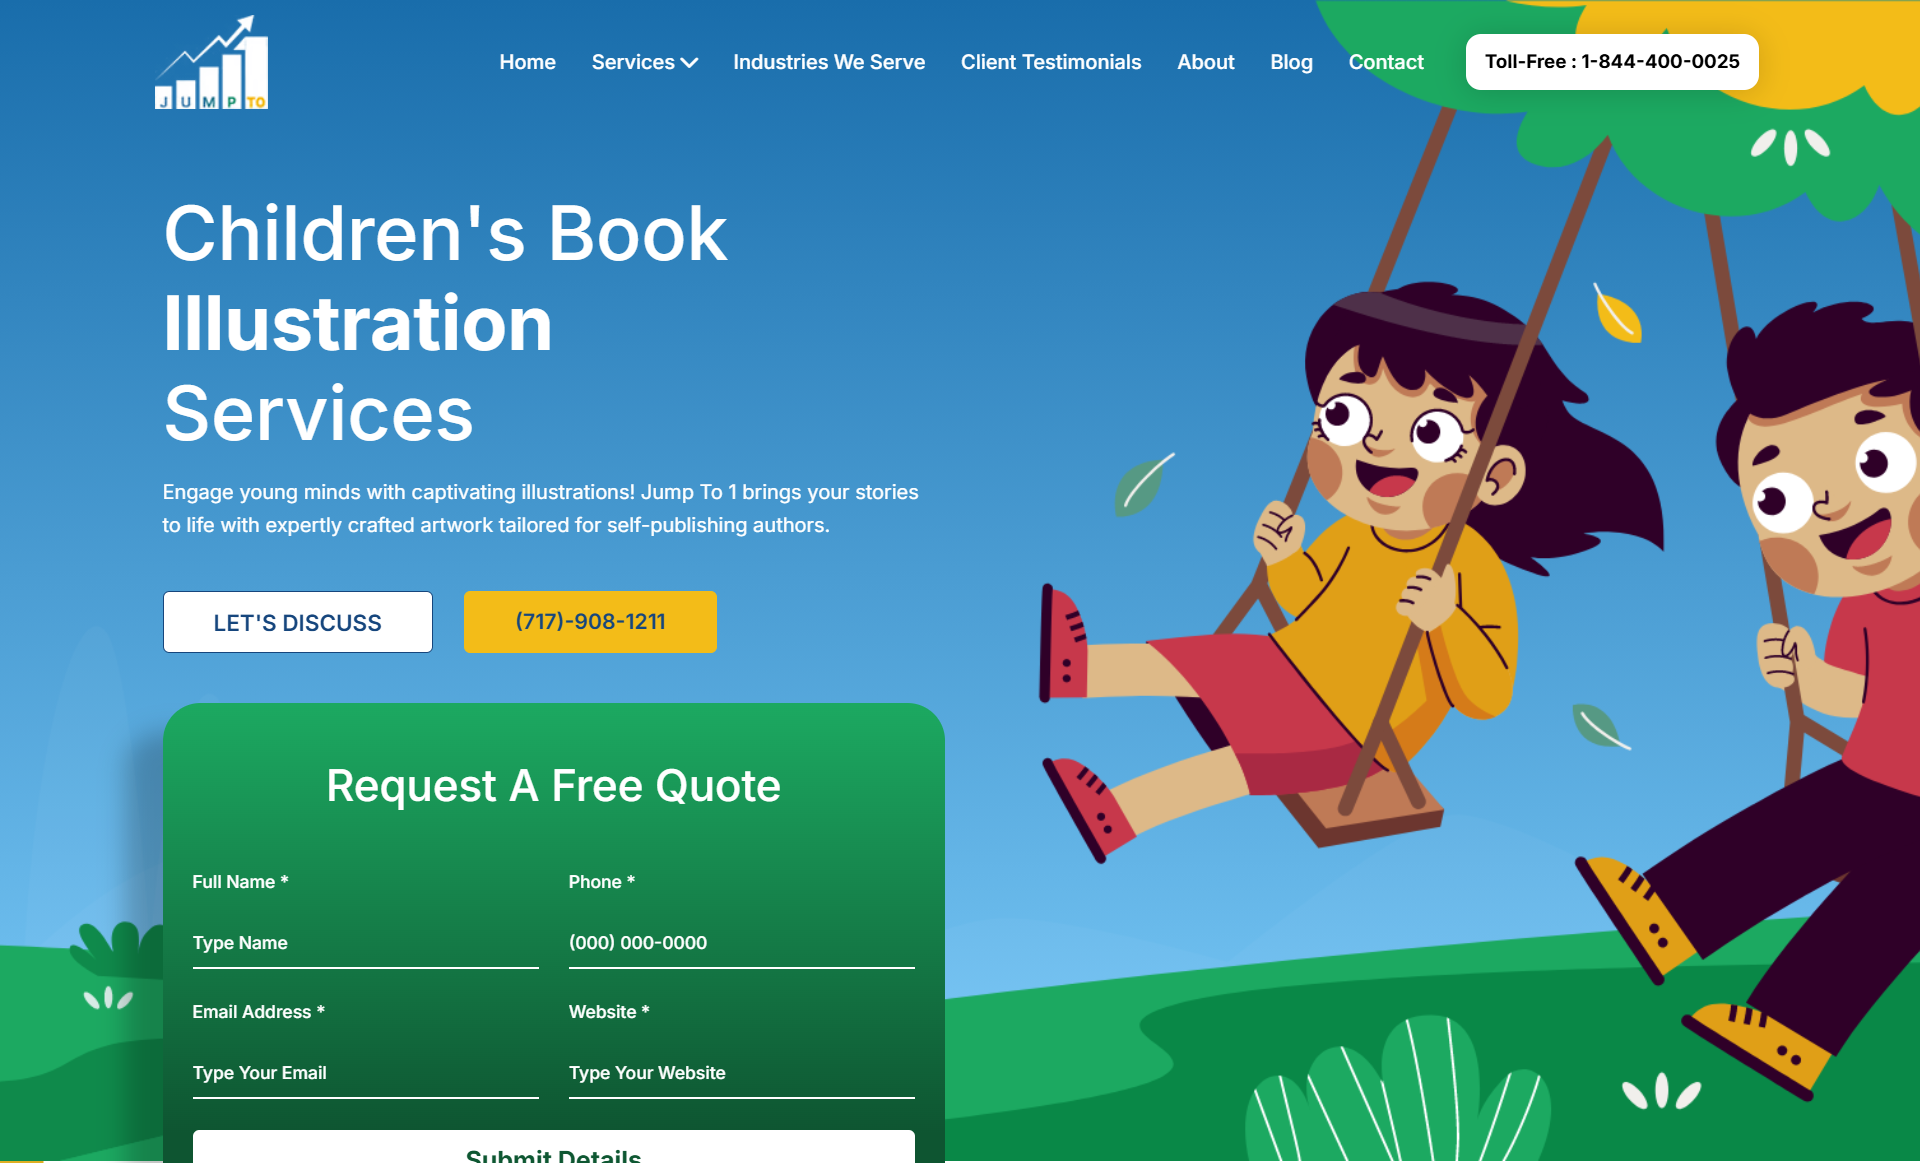 JUMP TO
Home
Services
Industries We Serve
Client Testimonials
About
Blog
Contact
Toll-Free : 1-844-400-0025
Children's Book
Illustration
Services
Engage young minds with captivating illustrations! Jump To 1 brings your stories
to life with expertly crafted artwork tailored for self-publishing authors.
LET'S DISCUSS
(717)-908-1211
Request A Free Quote
Full Name *
Phone *
Type Name
(000) 000-0000
Email Address *
Website *
Type Your Email
Type Your Website
Submit Details